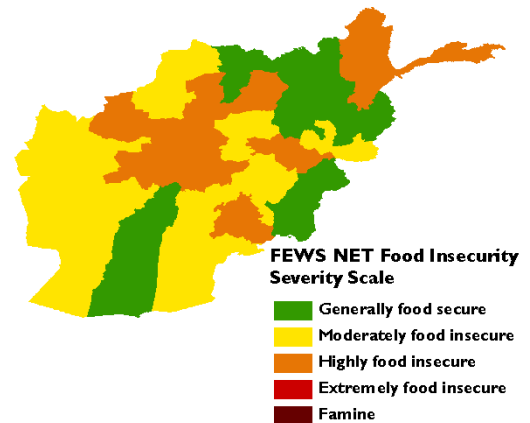 FEWS NET Food Insecurity
Severity Scale
Generally food secure
Moderately food insecure
Highly food insecure
Extremely food insecure
Famine